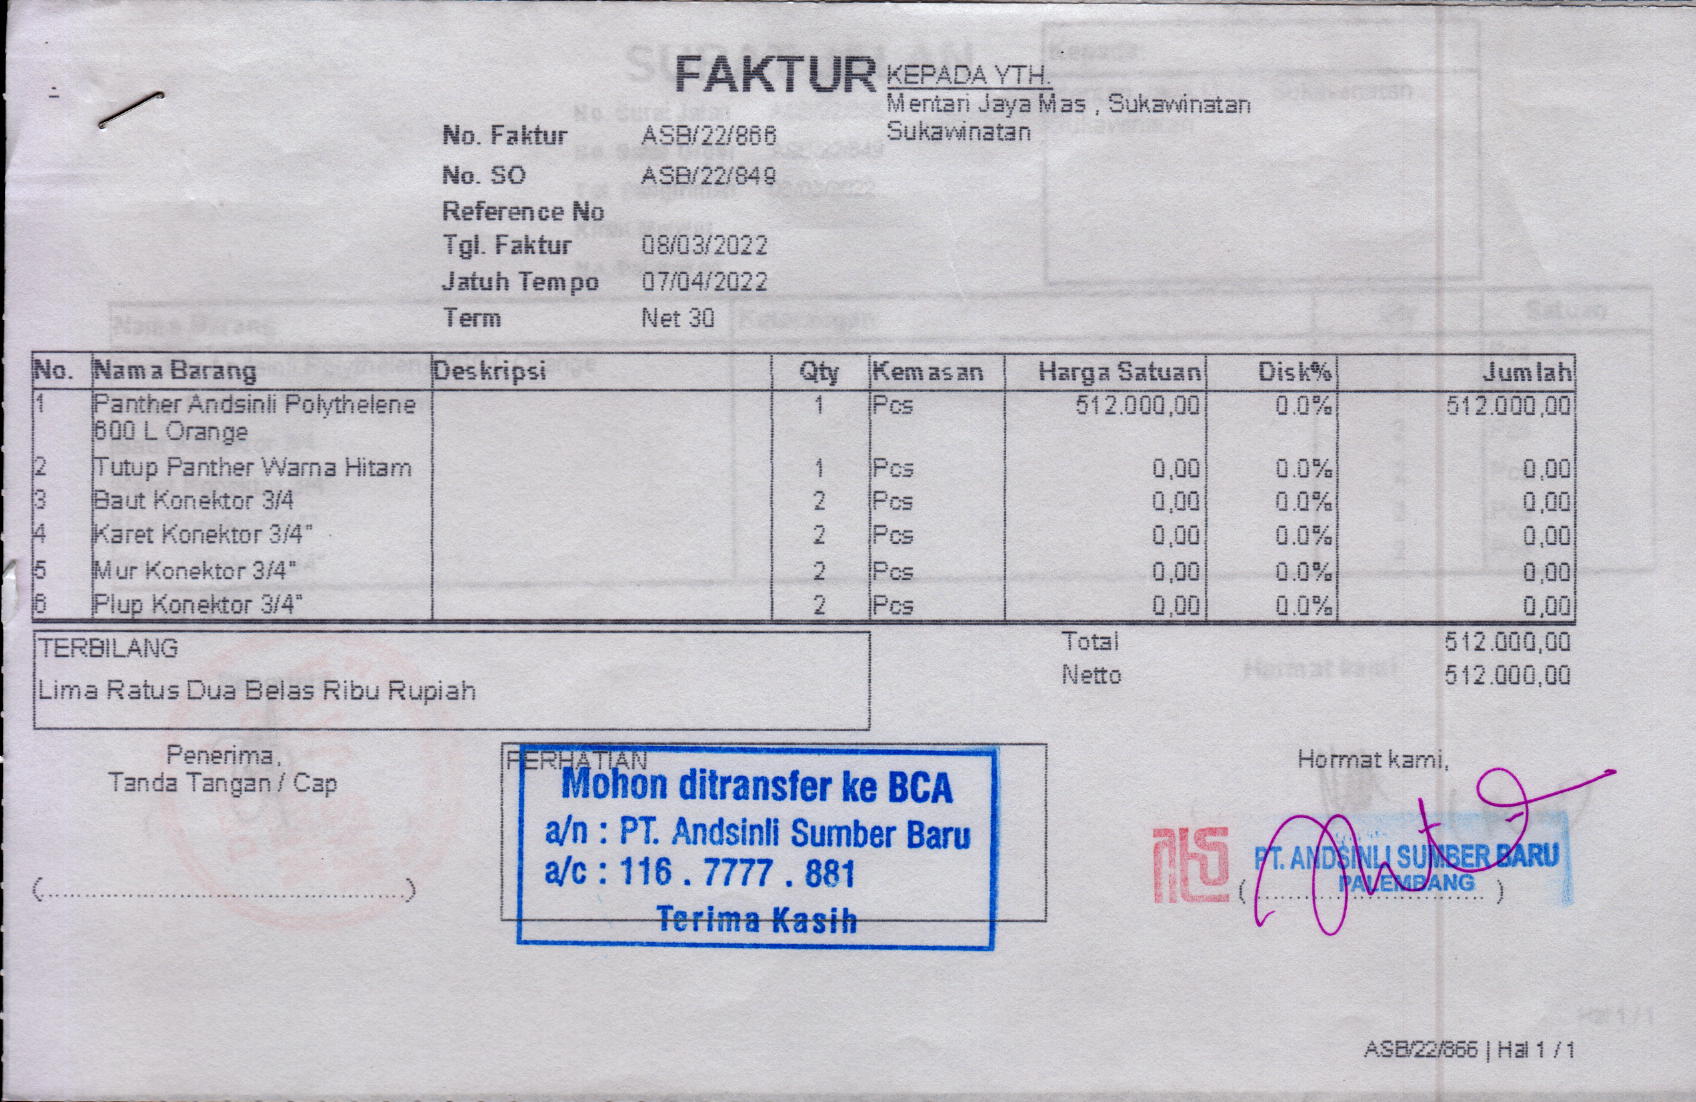 FAKTUR
KEPADA YTH.
Mentari Jaya Mas , Sukawinatan
Sukawinatan
No. Faktur ASB/22/866
No. SO ASB/22/849
Reference No
Tgl. Faktur 08/03/2022
Jatuh Tempo 07/04/2022
Term Net 30
No. Nama Barang Deskripsi Qty Kemasan Harga Satuan Disk% Jumlah
1 Panther Andsinli Polythelene 1 Pcs 512.000,00 0.0% 512.000,00
600 L Orange
2 Tutup Panther Warna Hitam 1 Pcs 0,00 0.0% 0,00
3 Baut Konektor 3/4 2 Pcs 0,00 0.0% 0,00
4 Karet Konektor 3/4" 2 Pcs 0,00 0.0% 0,00
5 Mur Konektor 3/4" 2 Pcs 0,00 0.0% 0,00
6 Plup Konektor 3/4" 2 Pcs 0,00 0.0% 0,00
TERBILANG
Lima Ratus Dua Belas Ribu Rupiah
Total 512.000,00
Netto 512.000,00
Penerima,
Tanda Tangan / Cap
(..............................................)
PERHATIAN
Mohon ditransfer ke BCA
a/n : PT. Andsinli Sumber Baru
a/c : 116 . 7777 . 881
Terima Kasih
Hormat kami,
PT. ANDSINLI SUMBER BARU
PALEMBANG
(..............................)
ASB/22/866 | Hal 1 / 1